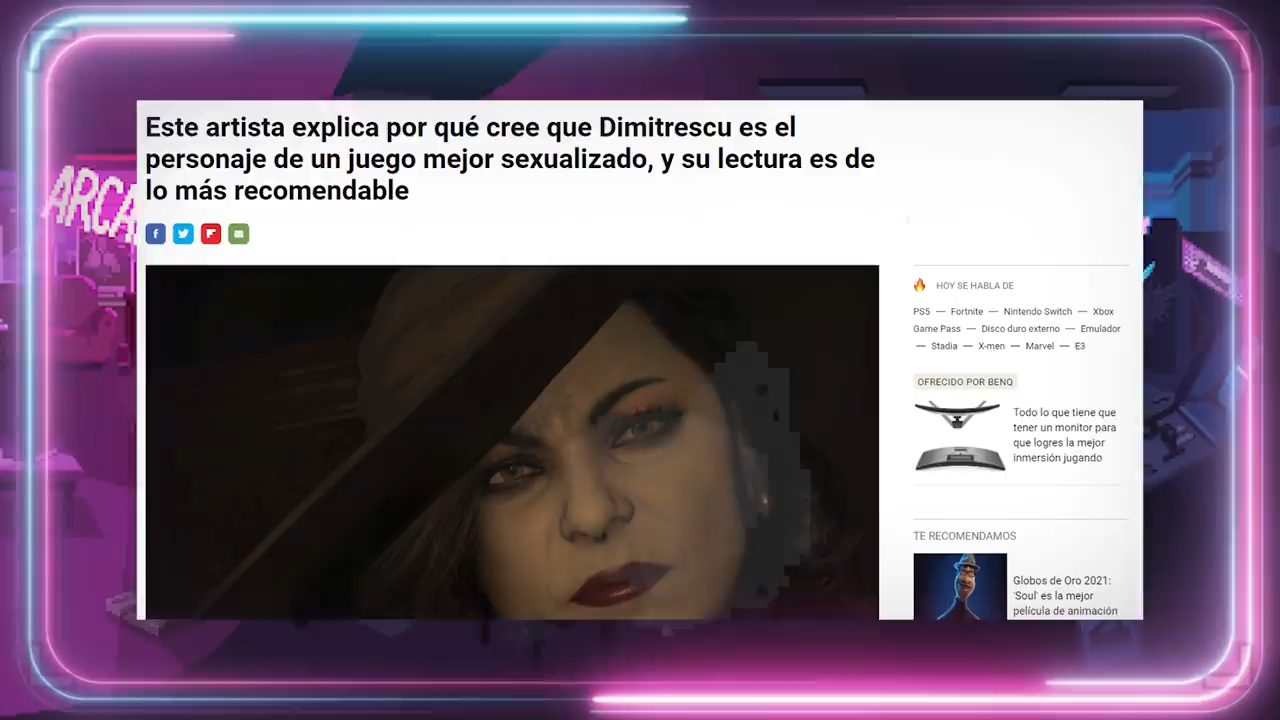 Este artista explica por qué cree que Dimitrescu es el
personaje de un juego mejor sexualizado, y su lectura es de
lo más recomendable
HOY SE HABLA DE
PS5 — Fortnite — Nintendo Switch — Xbox
Game Pass — Disco duro externo — Emulador
— Stadia — X-men — Marvel — E3
OFRECIDO POR BENQ
Todo lo que tiene que
tener un monitor para
que logres la mejor
inmersión jugando
TE RECOMENDAMOS
Globos de Oro 2021:
'Soul' es la mejor
película de animación
ARCA